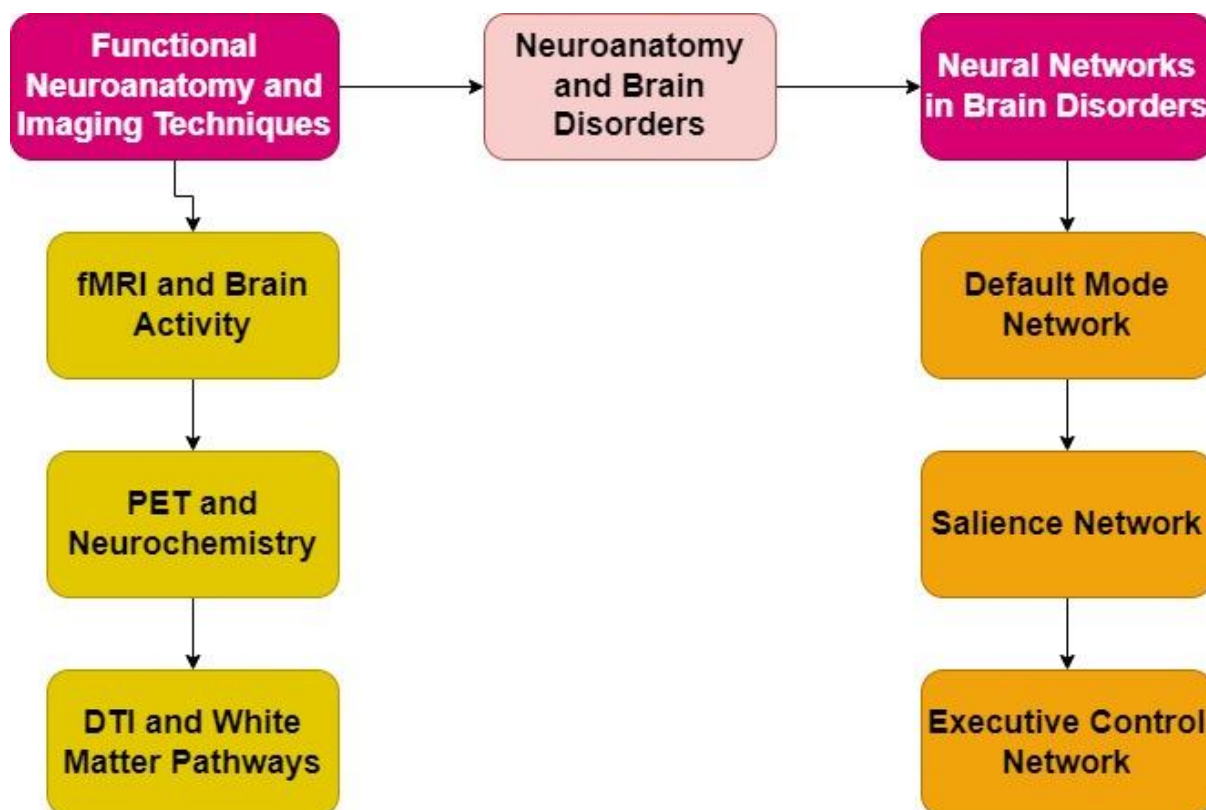 Functional
Neuroanatomy and
Imaging Techniques
Neuroanatomy
and Brain
Disorders
Neural Networks
in Brain Disorders
fMRI and Brain
Activity
Default Mode
Network
PET and
Neurochemistry
Salience Network
DTI and White
Matter Pathways
Executive Control
Network